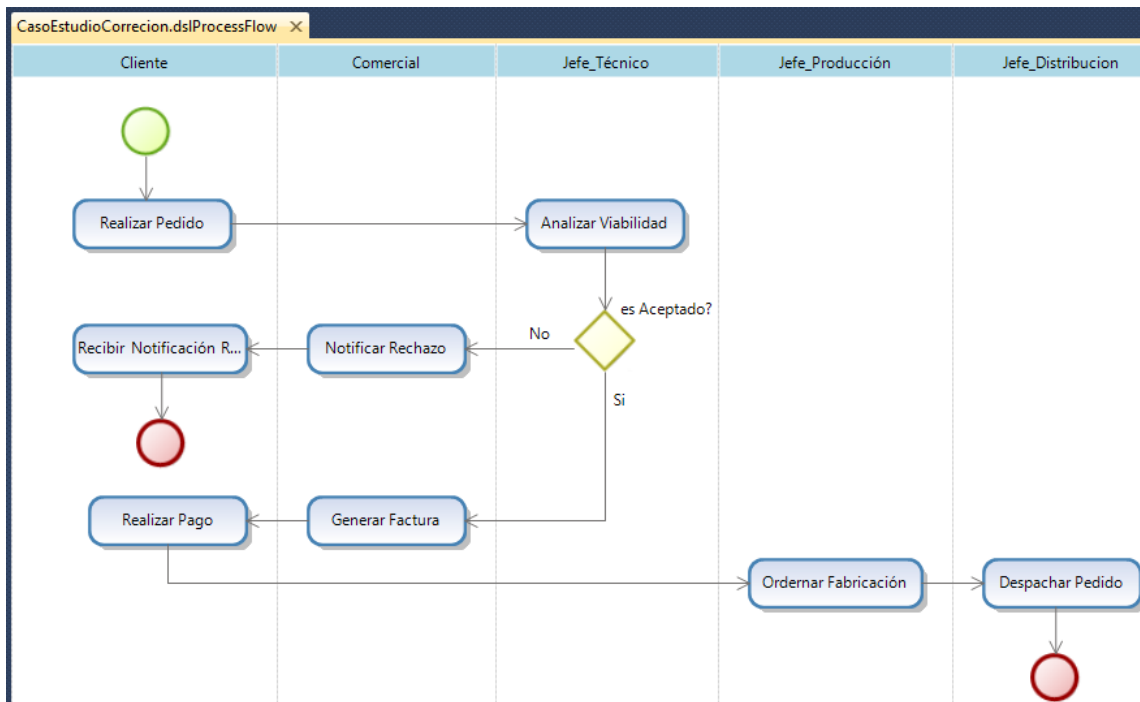 CasoEstudioCorrecion.dslProcessFlow
Cliente
Comercial
Jefe_Técnico
Jefe_Producción
Jefe_Distribucion
Realizar Pedido
Analizar Viabilidad
es Aceptado?
No
Recibir Notificación R...
Notificar Rechazo
Si
Realizar Pago
Generar Factura
Ordernar Fabricación
Despachar Pedido